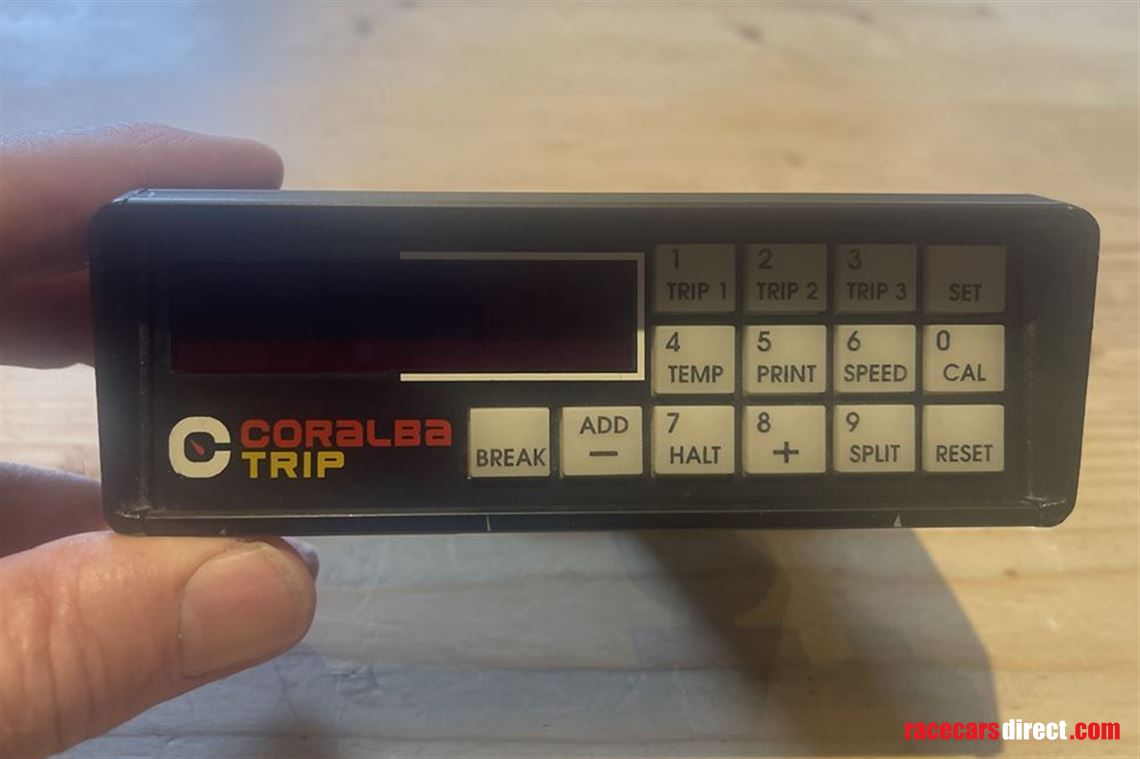 1 2 3
TRIP 1 TRIP 2 TRIP 3 SET
4 5 6 0
TEMP PRINT SPEED CAL
CORALBA
TRIP
ADD 7 8 9
BREAK − HALT + SPLIT RESET
racecarsdirect.com